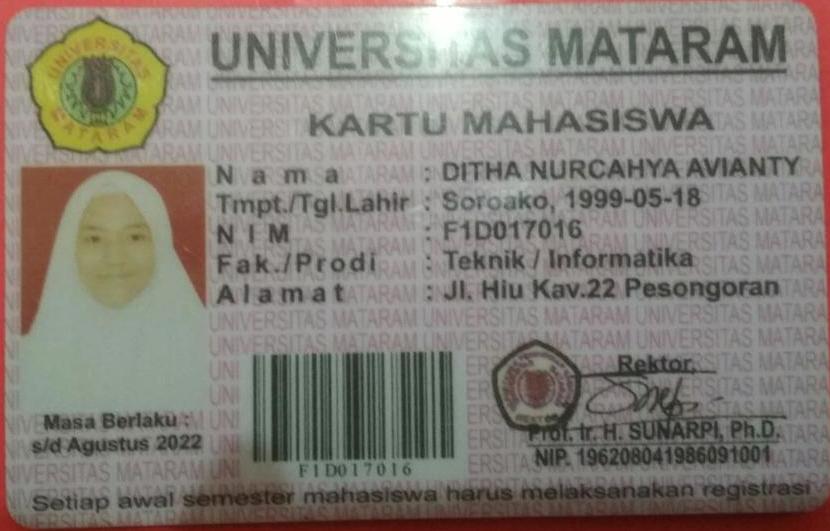 UNIVERSITAS MATARAM
UNIVERSITAS MATARAM
KARTU MAHASISWA
Nama : DITHA NURCAHYA AVIANTY
Tmpt./Tgl.Lahir : Soroako, 1999-05-18
NIM : F1D017016
Fak./Prodi : Teknik / Informatika
Alamat : Jl. Hiu Kav.22 Pesongoran
Masa Berlaku :
s/d Agustus 2022
F1D017016
Rektor,
Prof. Ir. H. SUNARPI, Ph.D.
NIP. 196208041986091001
Setiap awal semester mahasiswa harus melaksanakan registrasi